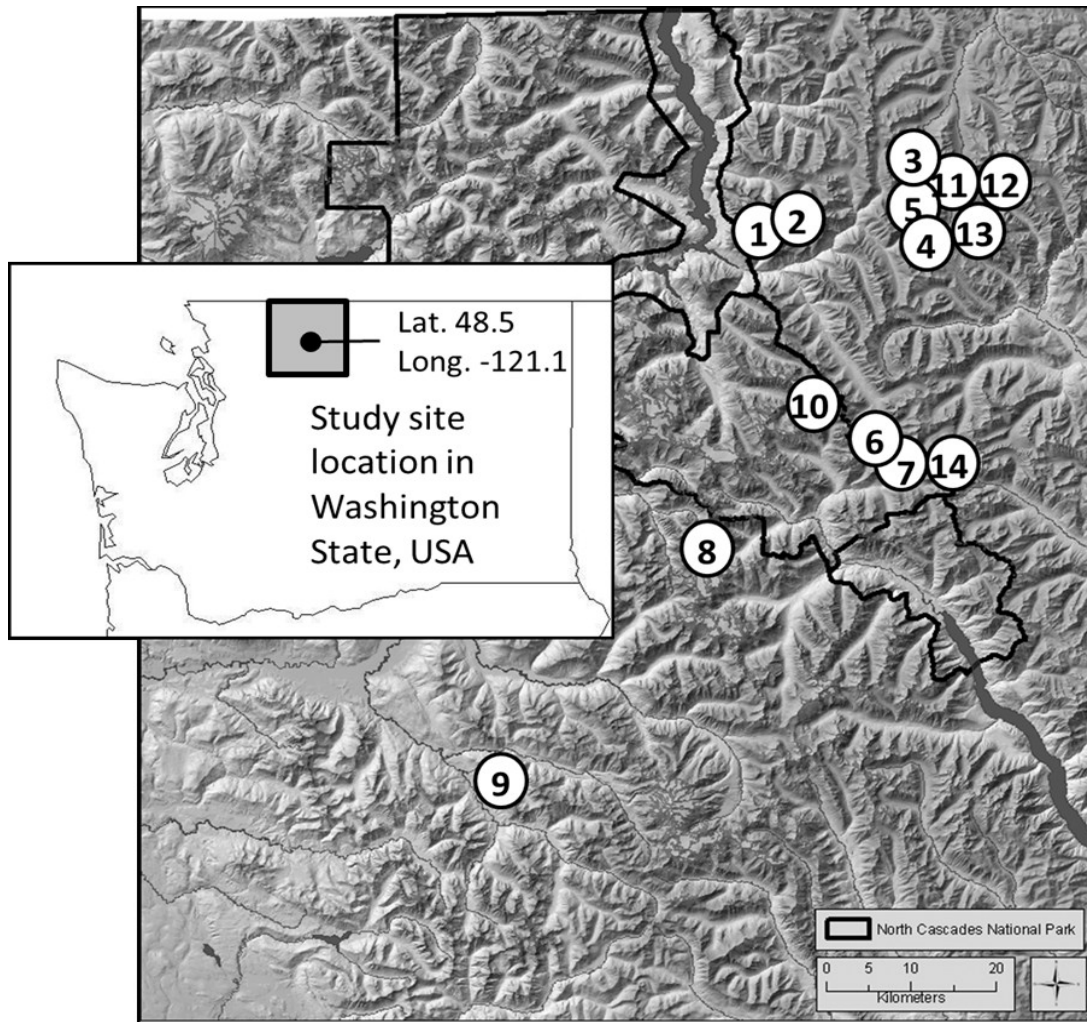 3
11
12
5
2
1
4
13
Lat. 48.5
Long. -121.1
Study site
location in
Washington
State, USA
10
6
7
14
8
9
North Cascades National Park
0 5 10 20
Kilometers